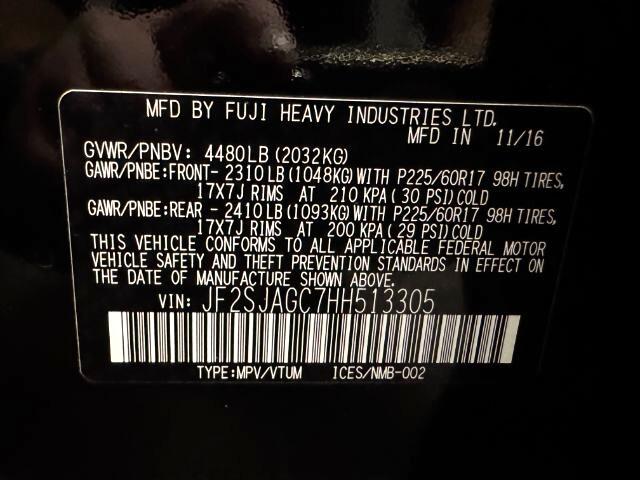 MFD BY FUJI HEAVY INDUSTRIES LTD.
MFD IN 11/16
GVWR/PNBV: 4480LB (2032KG)
GAWR/PNBE:FRONT- 2310LB (1048KG) WITH P225/60R17 98H TIRES,
17X7J RIMS AT 210 KPA (30 PSI) COLD
GAWR/PNBE:REAR - 2410LB (1093KG) WITH P225/60R17 98H TIRES,
17X7J RIMS AT 200 KPA (29 PSI) COLD
THIS VEHICLE CONFORMS TO ALL APPLICABLE FEDERAL MOTOR
VEHICLE SAFETY AND THEFT PREVENTION STANDARDS IN EFFECT ON
THE DATE OF MANUFACTURE SHOWN ABOVE.
VIN: JF2SJAGC7HH513305
TYPE:MPV/VTUM ICES/NMB-002